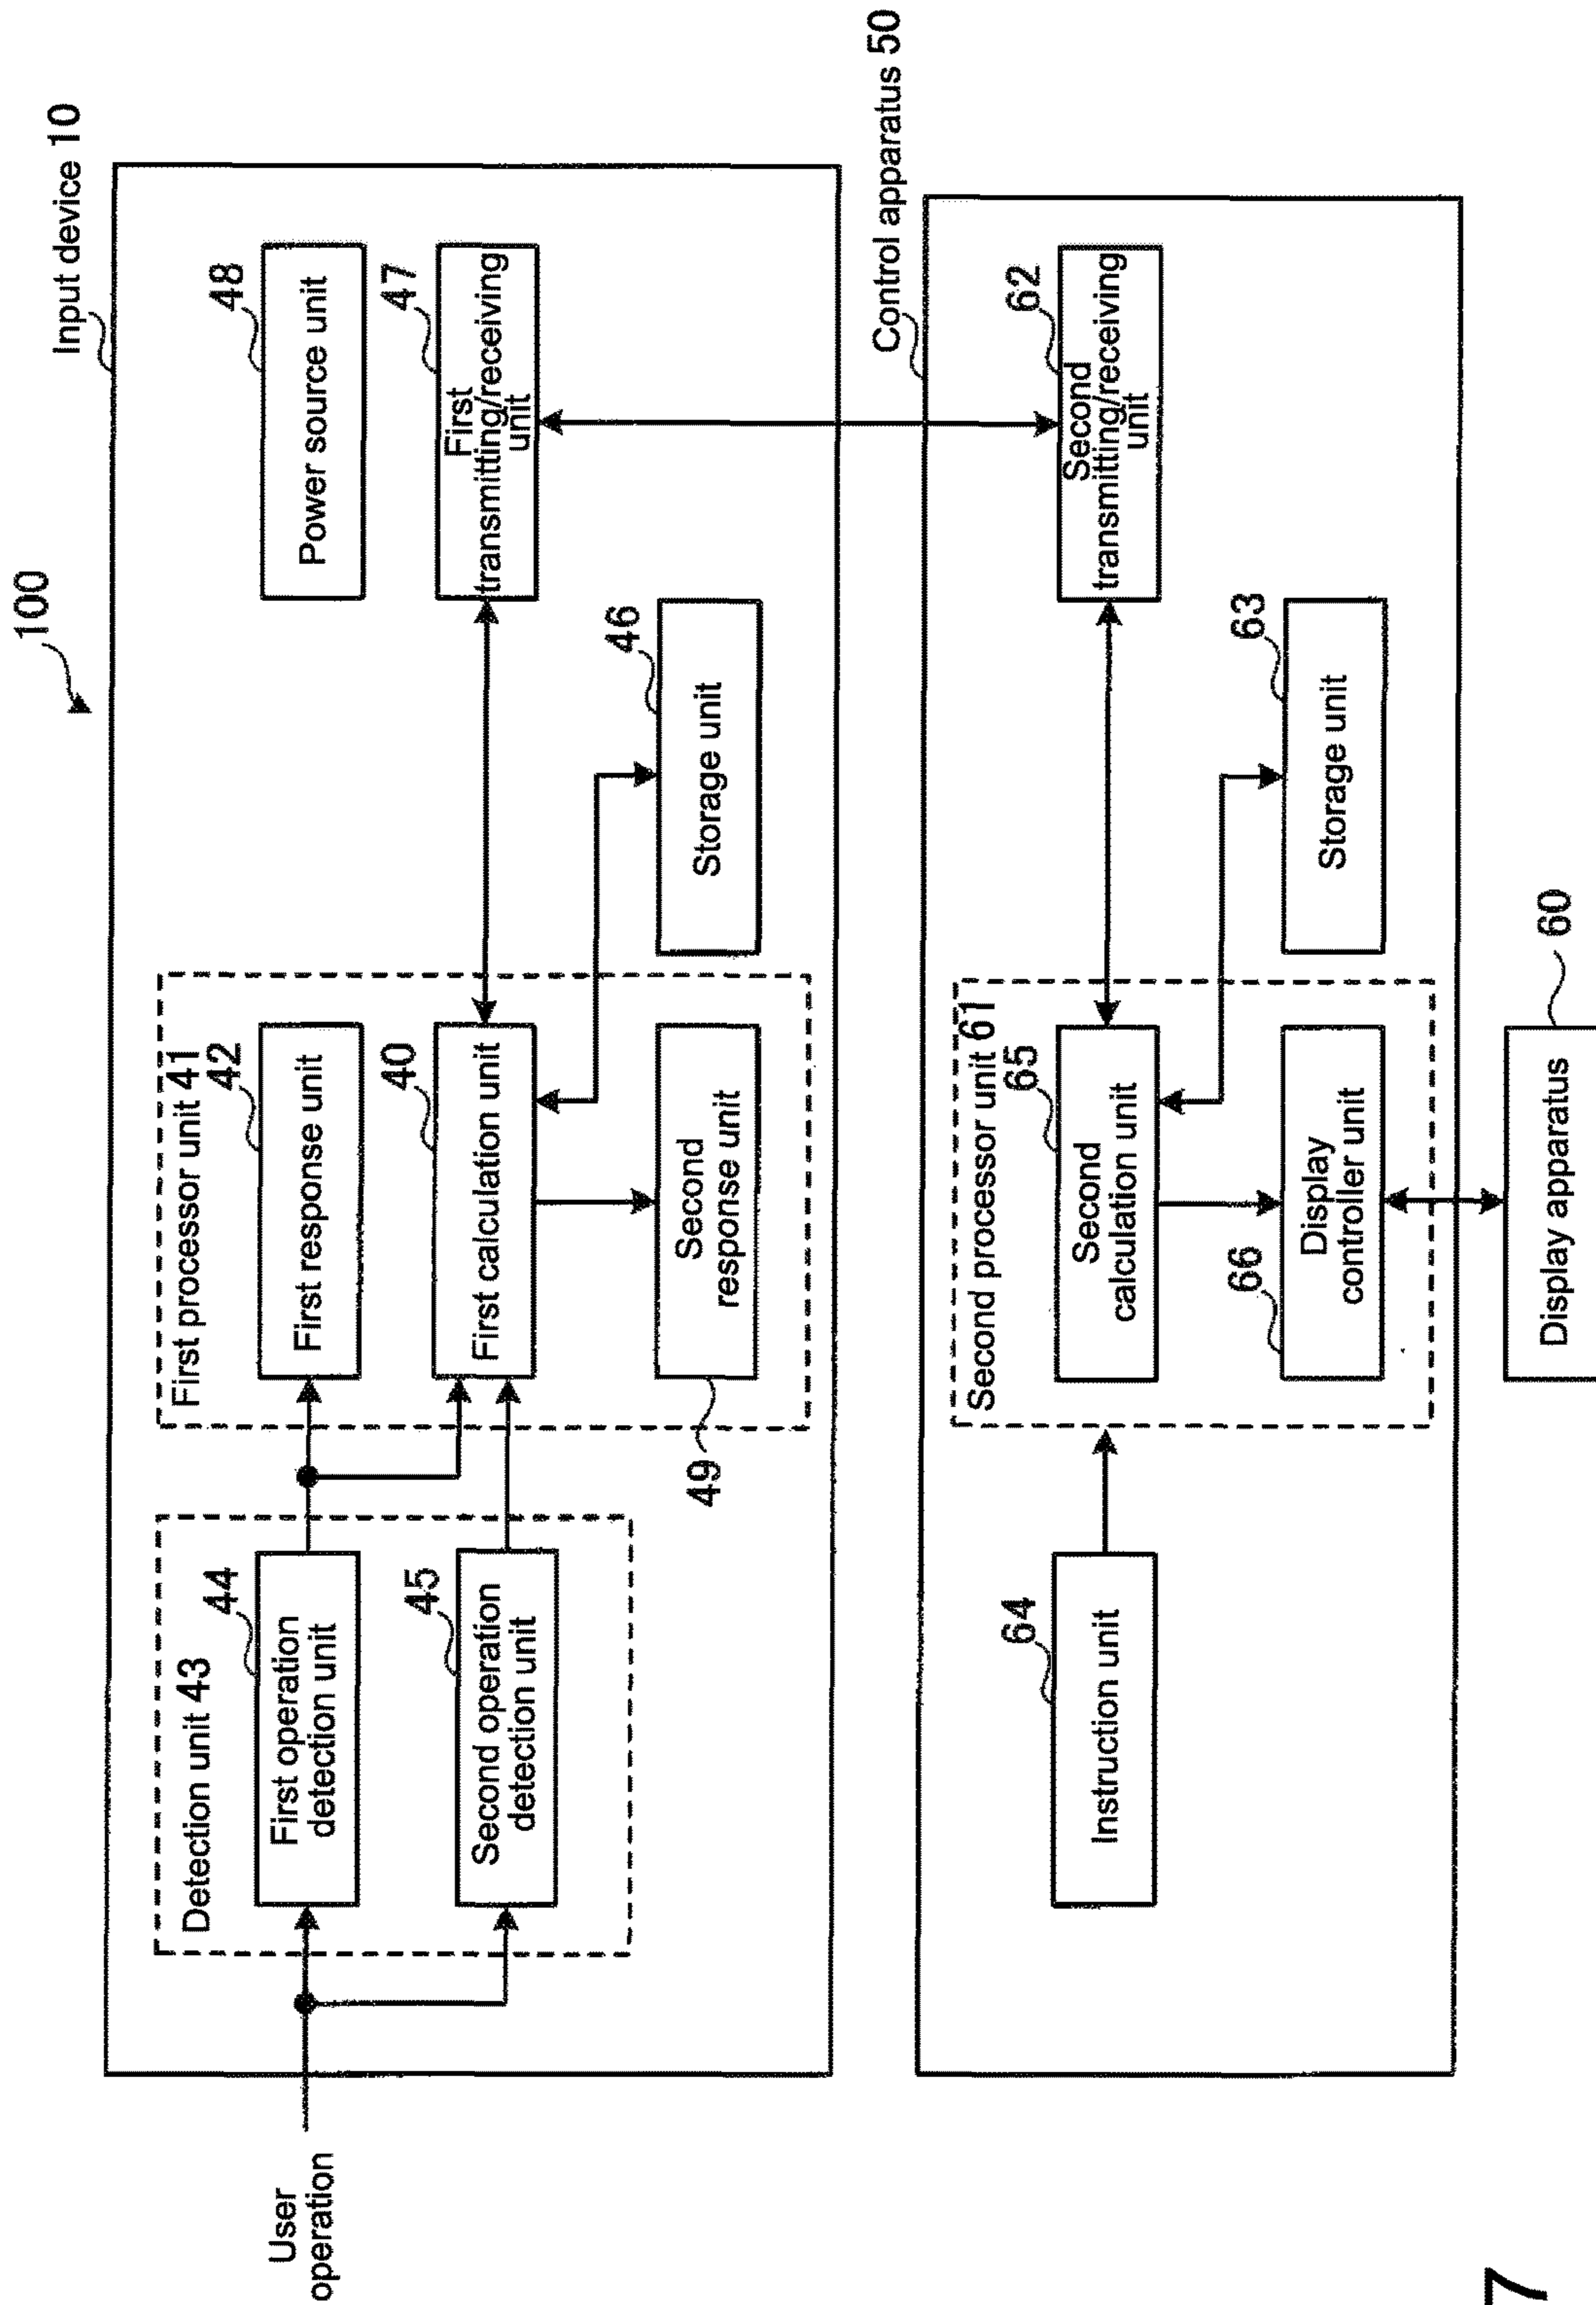 100
Input device 10
User
operation
Detection unit 43
44
First operation
detection unit
45
Second operation
detection unit
First processor unit 41
42
First response unit
40
First calculation unit
49
Second
response unit
48
Power source unit
47
First
transmitting/receiving
unit
46
Storage unit
Control apparatus 50
64
Instruction unit
Second processor unit 61
65
Second
calculation unit
66
Display
controller unit
62
Second
transmitting/receiving
unit
63
Storage unit
60
Display apparatus
7